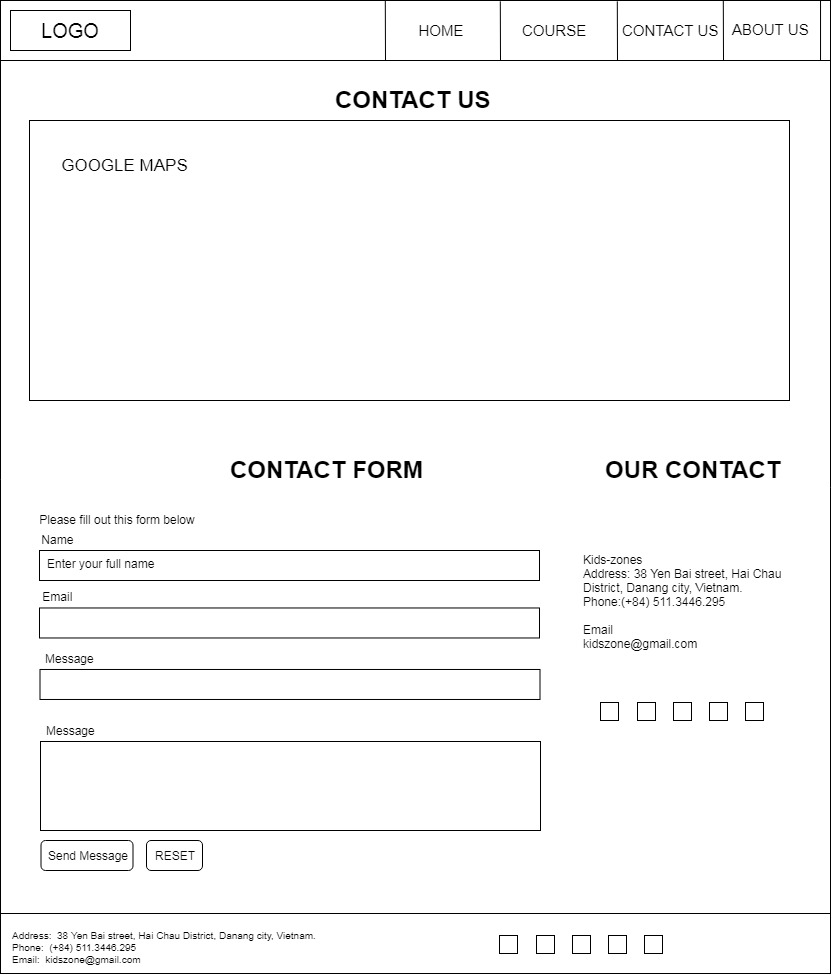 LOGO
HOME
COURSE
CONTACT US
ABOUT US
CONTACT US
GOOGLE MAPS
CONTACT FORM
Please fill out this form below
Name
Enter your full name
Email
Message
Message
Send Message
RESET
OUR CONTACT
Kids-zones
Address: 38 Yen Bai street, Hai Chau
District, Danang city, Vietnam.
Phone:(+84) 511.3446.295
Email
kidszone@gmail.com
Address:  38 Yen Bai street, Hai Chau District, Danang city, Vietnam.
Phone:  (+84) 511.3446.295
Email:  kidszone@gmail.com